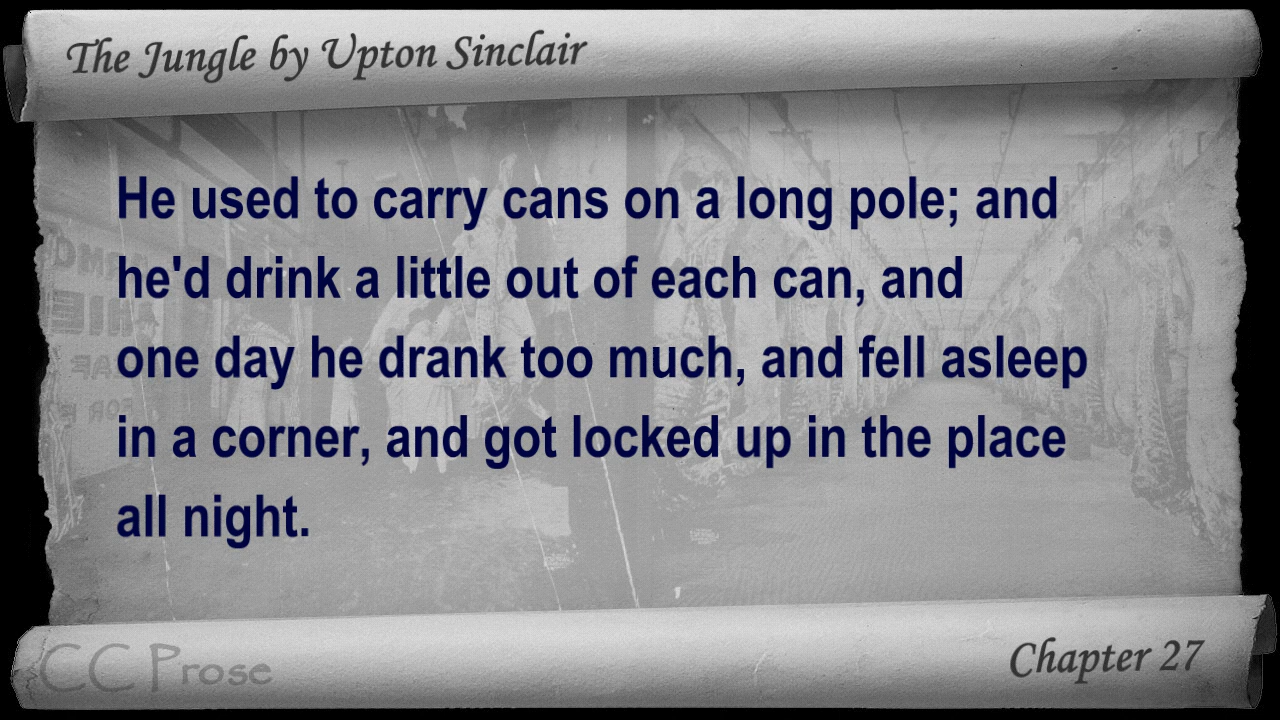 The Jungle by Upton Sinclair
He used to carry cans on a long pole; and
he'd drink a little out of each can, and
one day he drank too much, and fell asleep
in a corner, and got locked up in the place
all night.
CC Prose
Chapter 27